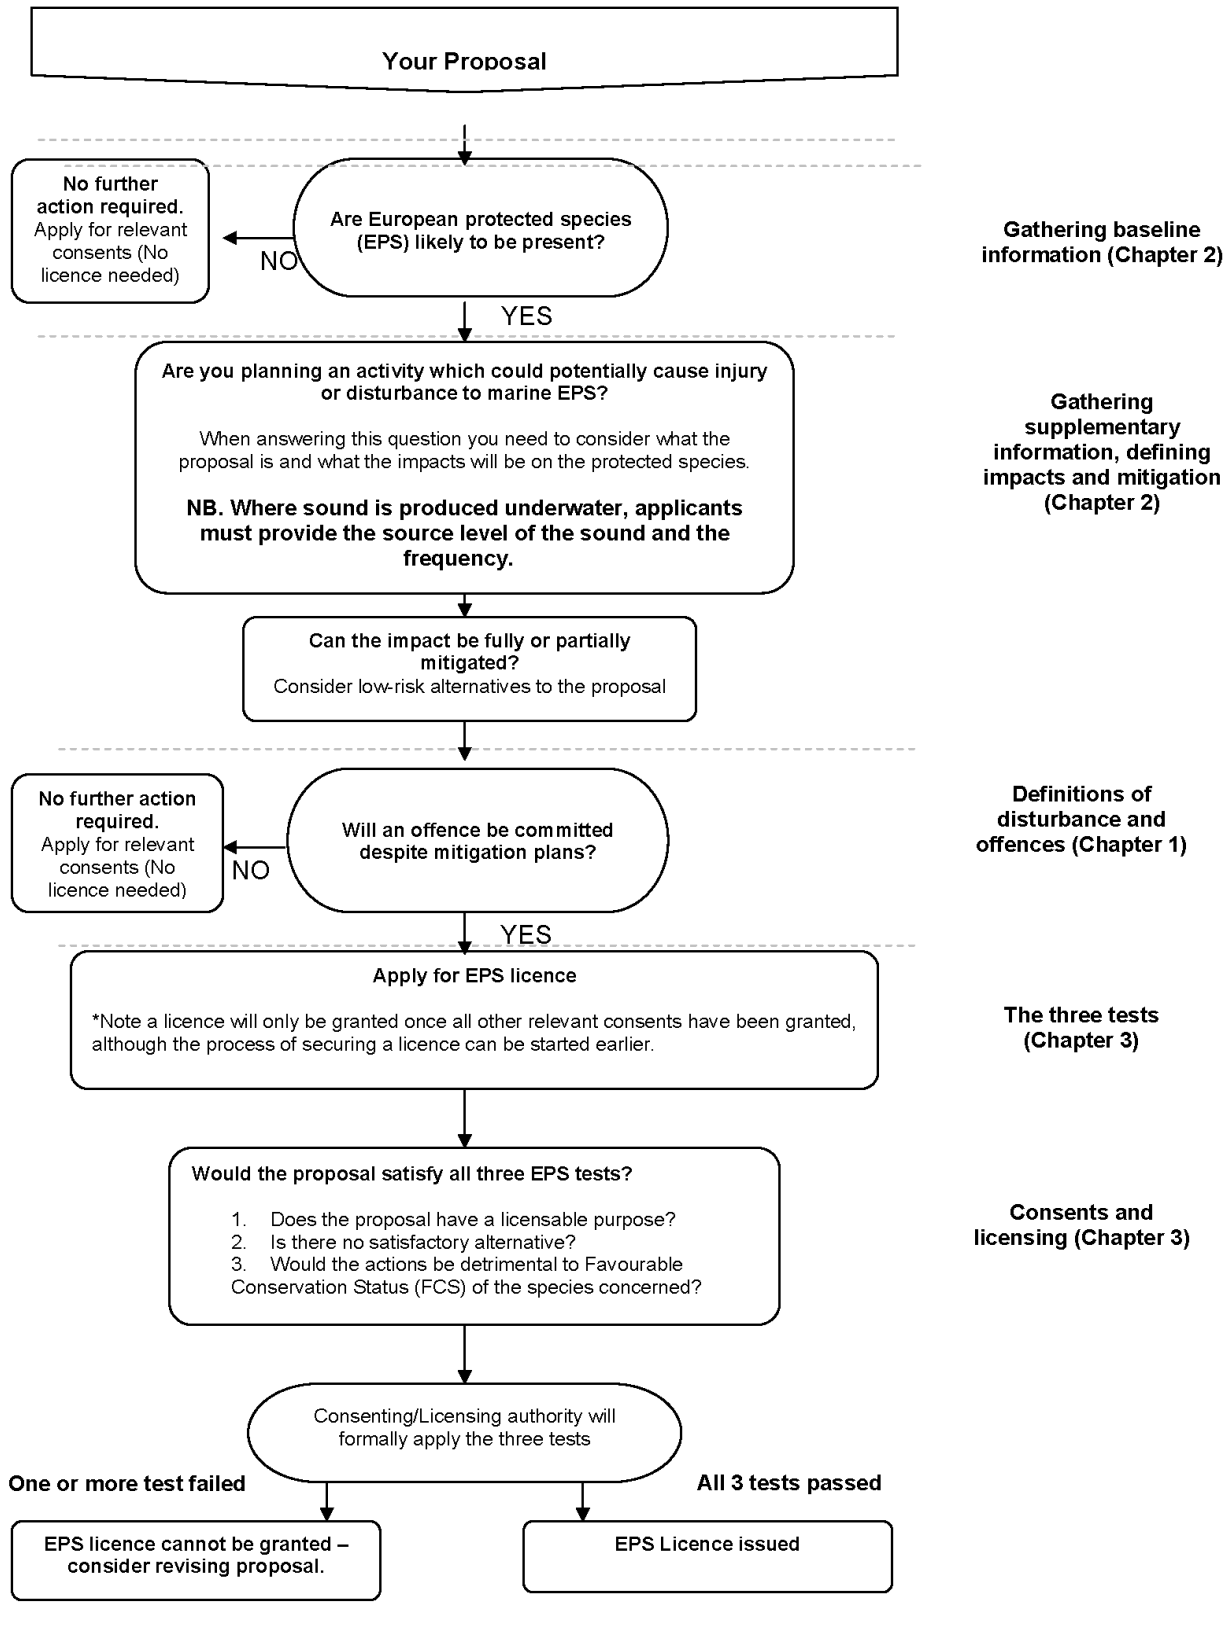 Your Proposal
No further
action required.
Apply for relevant
consents (No
licence needed)
Are European protected species
(EPS) likely to be present?
Gathering baseline
information (Chapter 2)
NO
YES
Are you planning an activity which could potentially cause injury
or disturbance to marine EPS?
When answering this question you need to consider what the
proposal is and what the impacts will be on the protected species.
NB. Where sound is produced underwater, applicants
must provide the source level of the sound and the
frequency.
Gathering
supplementary
information, defining
impacts and mitigation
(Chapter 2)
Can the impact be fully or partially
mitigated?
Consider low-risk alternatives to the proposal
No further action
required.
Apply for relevant
consents (No
licence needed)
Will an offence be committed
despite mitigation plans?
Definitions of
disturbance and
offences (Chapter 1)
NO
YES
Apply for EPS licence
*Note a licence will only be granted once all other relevant consents have been granted,
although the process of securing a licence can be started earlier.
The three tests
(Chapter 3)
Would the proposal satisfy all three EPS tests?
1. Does the proposal have a licensable purpose?
2. Is there no satisfactory alternative?
3. Would the actions be detrimental to Favourable
Conservation Status (FCS) of the species concerned?
Consents and
licensing (Chapter 3)
Consenting/Licensing authority will
formally apply the three tests
One or more test failed
All 3 tests passed
EPS licence cannot be granted –
consider revising proposal.
EPS Licence issued